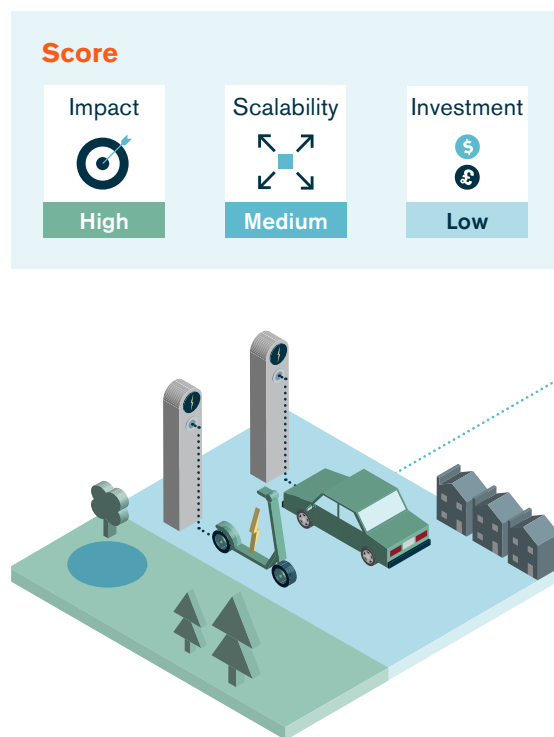 Score
Impact
Scalability
Investment
$
£
High
Medium
Low